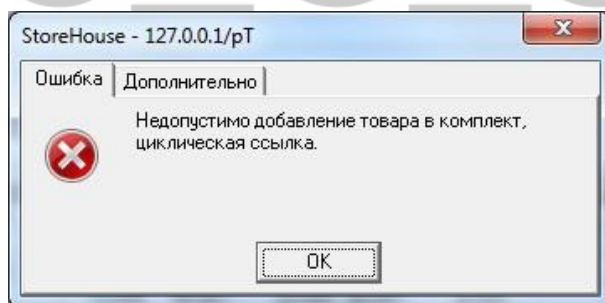 StoreHouse - 127.0.0.1/pT
Ошибка Дополнительно
Недопустимо добавление товара в комплект,
циклическая ссылка.
OK